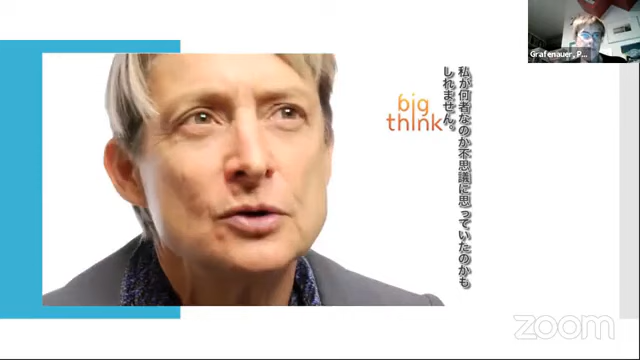 Grafenauer, P...
big
think
私が何者なのか不思議に思っていたのかも
しれません。
zoom